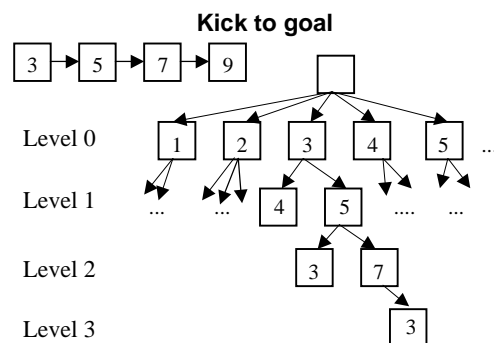 Kick to goal
3 5 7 9
Level 0 1 2 3 4 5 ...
Level 1 ... ... 4 5 .... ...
Level 2 3 7
Level 3 3